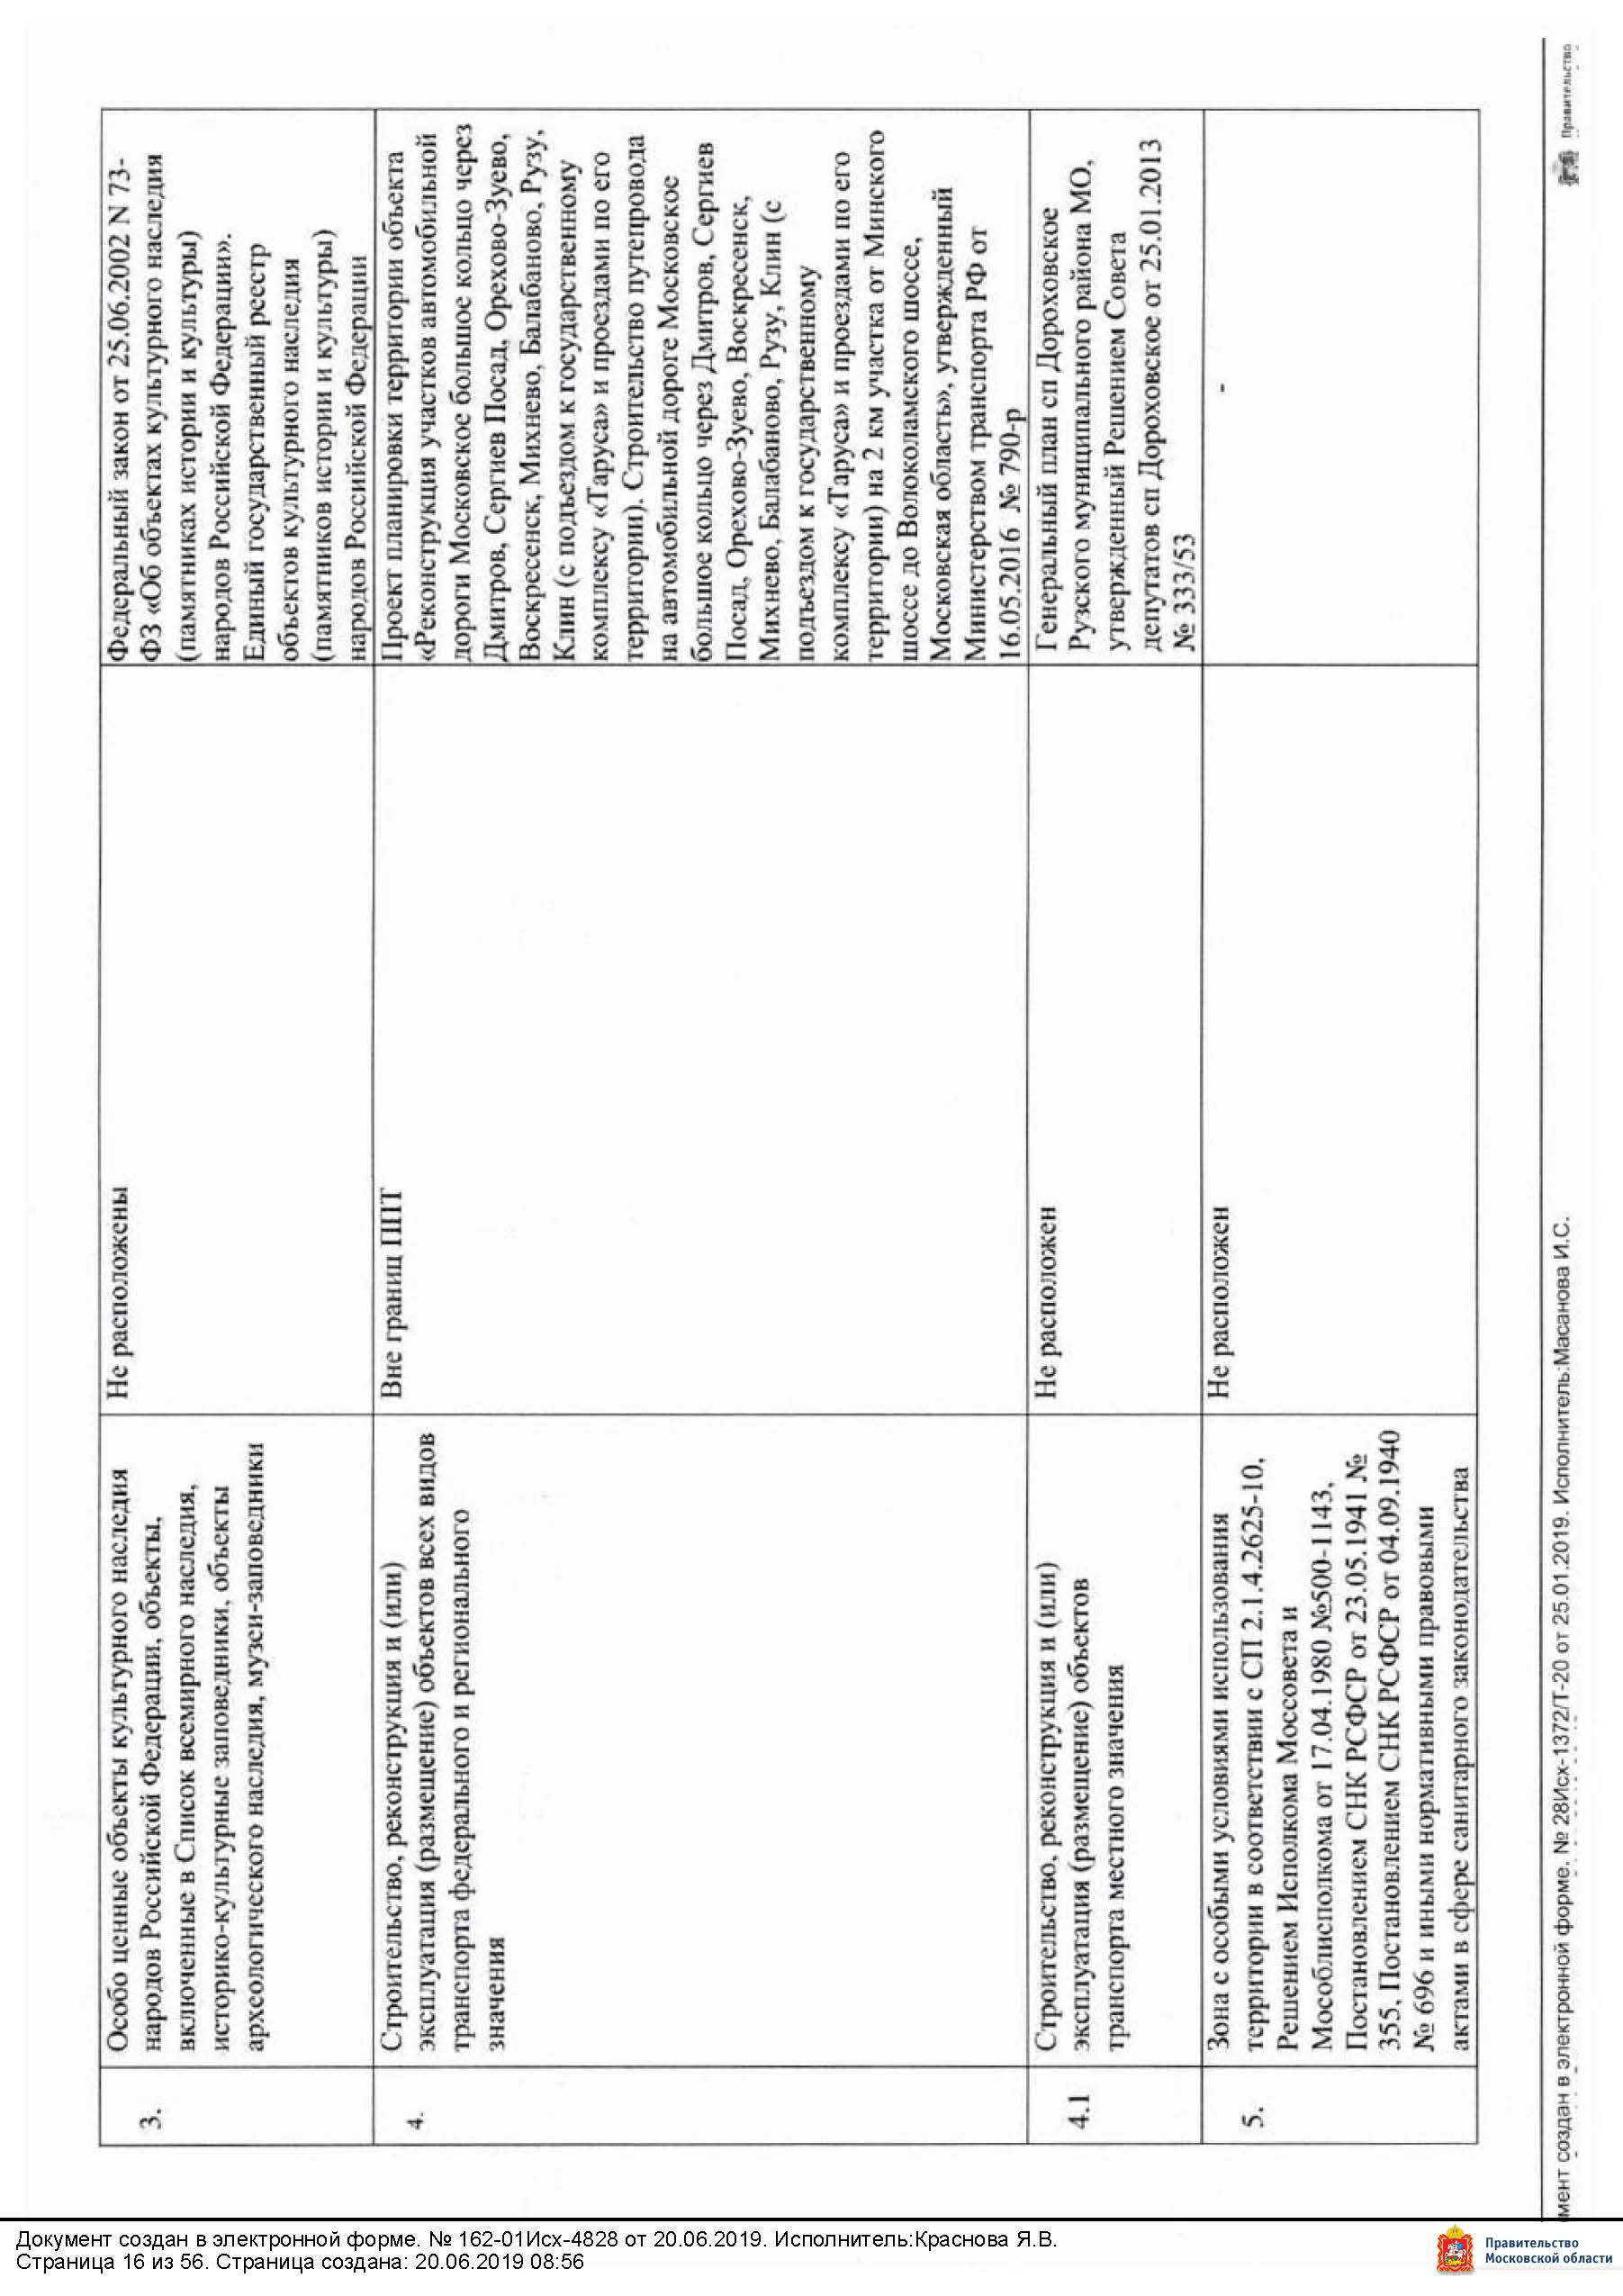 3.
Особо ценные объекты культурного наследия
народов Российской Федерации, объекты,
включенные в Список всемирного наследия,
историко-культурные заповедники, объекты
археологического наследия, музеи-заповедники
Не расположены
Федеральный закон от 25.06.2002 N 73-
ФЗ «Об объектах культурного наследия
(памятниках истории и культуры)
народов Российской Федерации».
Единый государственный реестр
объектов культурного наследия
(памятников истории и культуры)
народов Российской Федерации
4.
Строительство, реконструкция и (или)
эксплуатация (размещение) объектов всех видов
транспорта федерального и регионального
значения
Вне границ ППТ
Проект планировки территории объекта
«Реконструкция участков автомобильной
дороги Московское большое кольцо через
Дмитров, Сергиев Посад, Орехово-Зуево,
Воскресенск, Михнево, Балабаново, Рузу,
Клин (с подъездом к государственному
комплексу «Таруса» и проездами по его
территории). Строительство путепровода
на автомобильной дороге Московское
большое кольцо через Дмитров, Сергиев
Посад, Орехово-Зуево, Воскресенск,
Михнево, Балабаново, Рузу, Клин (с
подъездом к государственному
комплексу «Таруса» и проездами по его
территории) на 2 км участка от Минского
шоссе до Волоколамского шоссе,
Московская область», утвержденный
Министерством транспорта РФ от
16.05.2016 № 790-р
4.1
Строительство, реконструкция и (или)
эксплуатация (размещение) объектов
транспорта местного значения
Не расположен
Генеральный план сп Дороховское
Рузского муниципального района МО,
утвержденный Решением Совета
депутатов сп Дороховское от 25.01.2013
№ 333/53
5.
Зона с особыми условиями использования
территории в соответствии с СП 2.1.4.2625-10,
Решением Исполкома Моссовета и
Мособлисполкома от 17.04.1980 №500-1143,
Постановлением СНК РСФСР от 23.05.1941 №
355, Постановлением СНК РСФСР от 04.09.1940
№ 696 и иными нормативными правовыми
актами в сфере санитарного законодательства
Не расположен
-
мент создан в электронной форме. № 28Исх-1372/Т-20 от 25.01.2019. Исполнитель:Масанова И.С.
Правительство
Документ создан в электронной форме. № 162-01Исх-4828 от 20.06.2019. Исполнитель:Краснова Я.В.
Страница 16 из 56. Страница создана: 20.06.2019 08:56
Правительство
Московской области